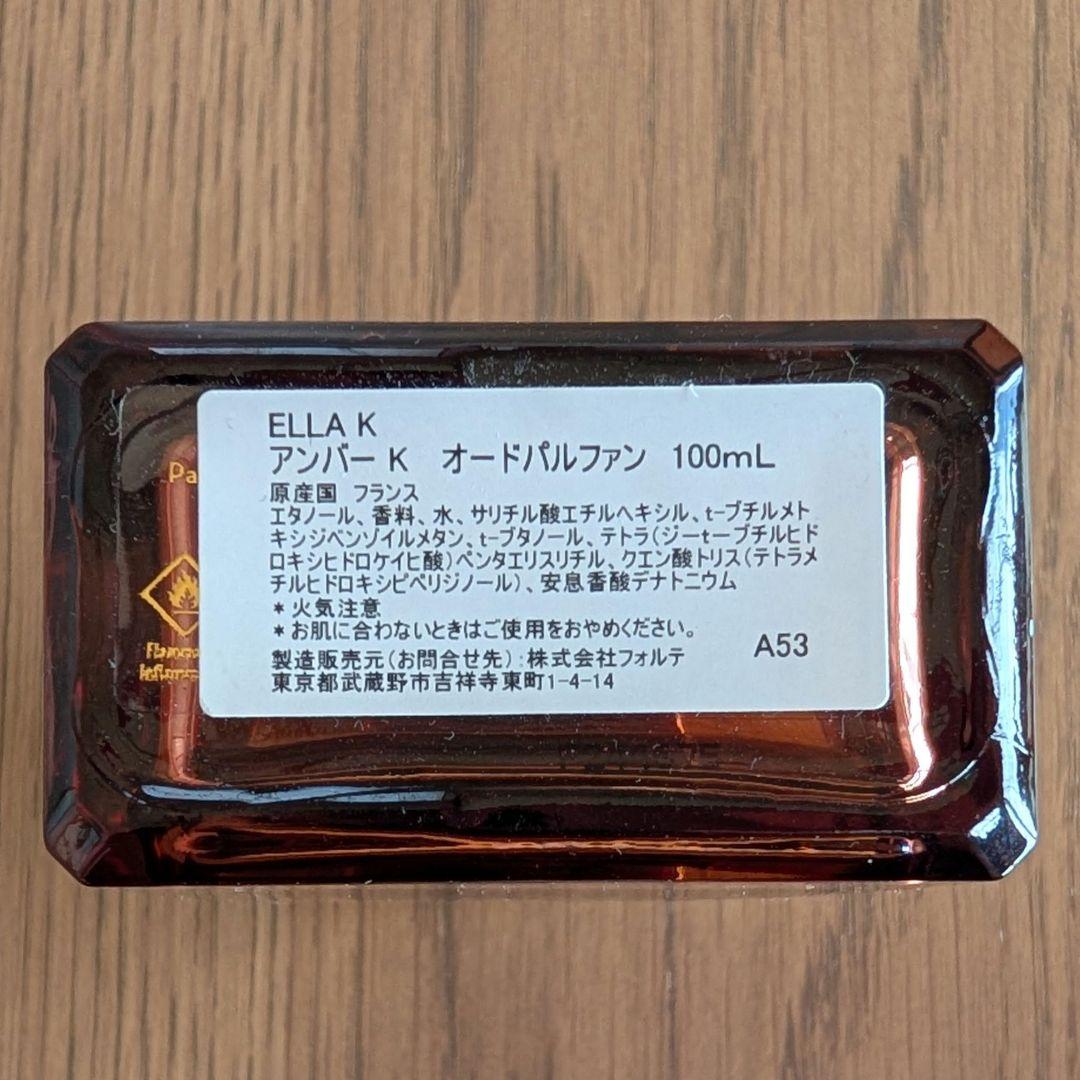 ELLA K
アンバー K　オードパルファン　100mL
原産国 フランス
エタノール、香料、水、サリチル酸エチルヘキシル、t-ブチルメト
キシジベンゾイルメタン、t-ブタノール、テトラ(ジーtーブチルヒド
ロキシヒドロケイヒ酸)ペンタエリスリチル、クエン酸トリス(テトラメ
チルヒドロキシピペリジノール)、安息香酸デナトニウム
*火気注意
*お肌に合わないときはご使用をおやめください。
製造販売元(お問合せ先):株式会社フォルテ
A53
東京都武蔵野市吉祥寺東町1-4-14
Pa